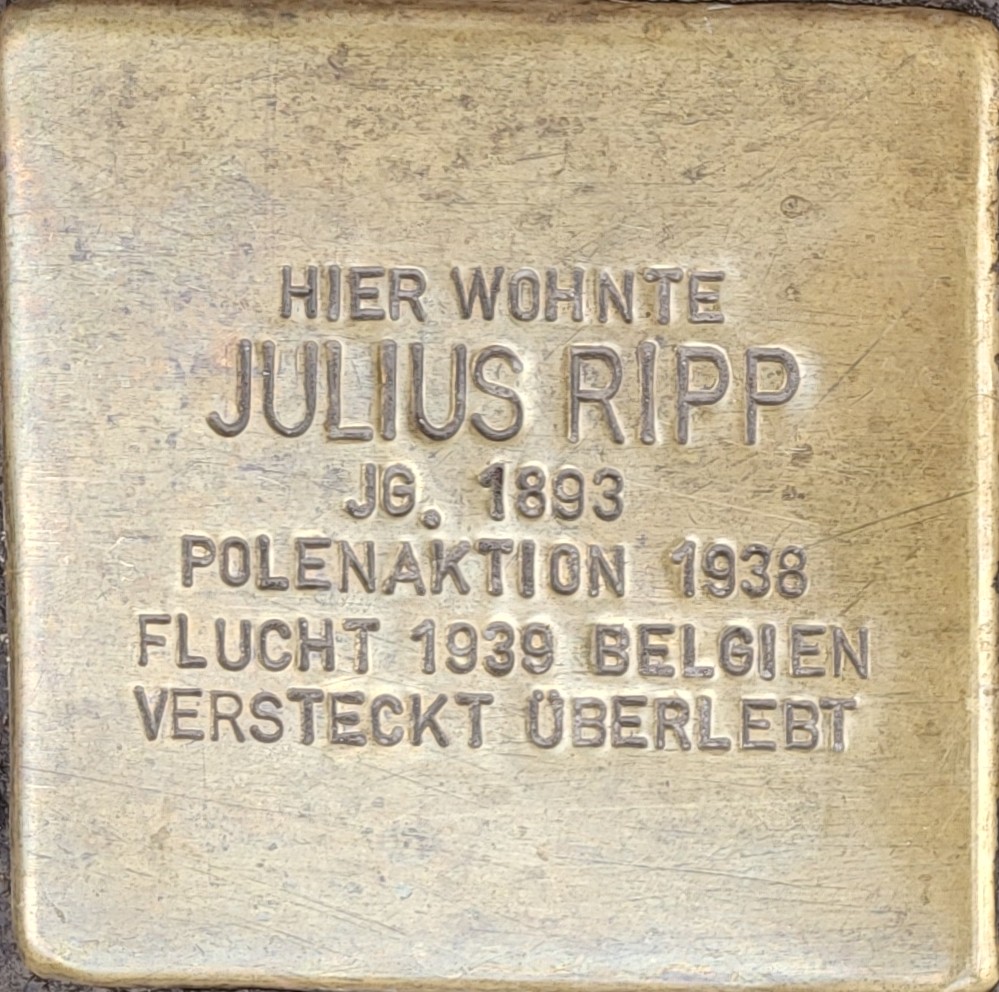 HIER WOHNTE
JULIUS RIPP
JG. 1893
POLENAKTION 1938
FLUCHT 1939 BELGIEN
VERSTECKT ÜBERLEBT